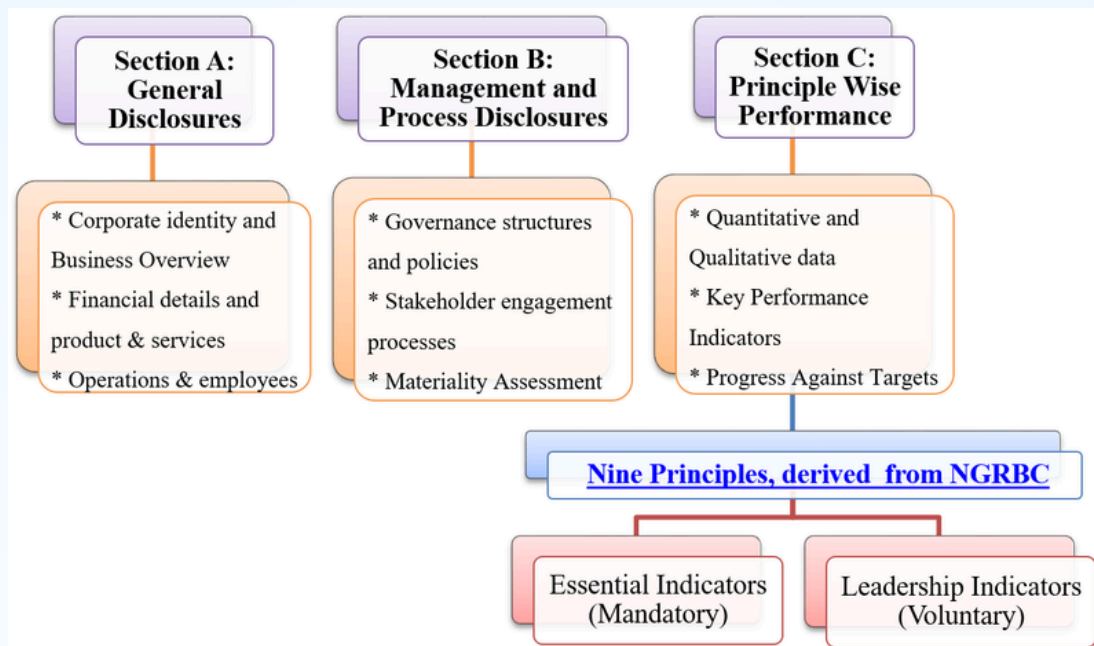 Section A:
General
Disclosures
* Corporate identity and
Business Overview
* Financial details and
product & services
* Operations & employees
Section B:
Management and
Process Disclosures
* Governance structures
and policies
* Stakeholder engagement
processes
* Materiality Assessment
Section C:
Principle Wise
Performance
* Quantitative and
Qualitative data
* Key Performance
Indicators
* Progress Against Targets
Nine Principles, derived from NGRBC
Essential Indicators
(Mandatory)
Leadership Indicators
(Voluntary)